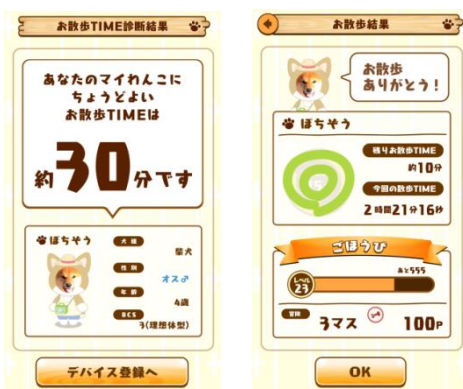 お散歩TIME診断結果
あなたのマイわんこに
ちょうどよい
お散歩TIMEは
約30分です
ぽちぞう
犬種
柴犬
性別
オス♂
年齢
4歳
BCS
3(理想体型)
デバイス登録へ
お散歩結果
お散歩
ありがとう！
ぽちぞう
残りお散歩TIME
約10分
今回の散歩TIME
2時間21分16秒
ごほうび
あと555
レベル
23
冒険
3マス
100P
OK